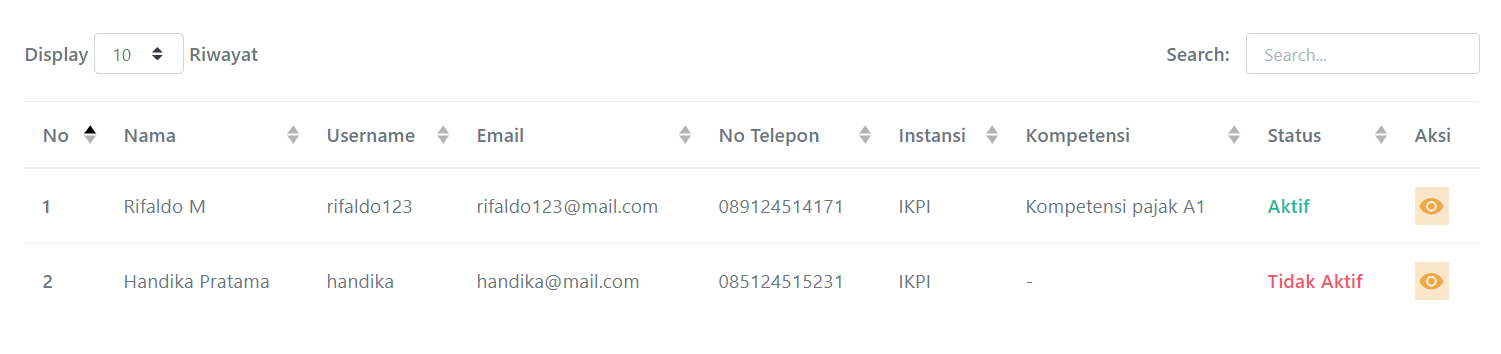 Display 10 Riwayat Search: Search...
No Nama Username Email No Telepon Instansi Kompetensi Status Aksi
1 Rifaldo M rifaldo123 rifaldo123@mail.com 089124514171 IKPI Kompetensi pajak A1 Aktif
2 Handika Pratama handika handika@mail.com 085124515231 IKPI - Tidak Aktif